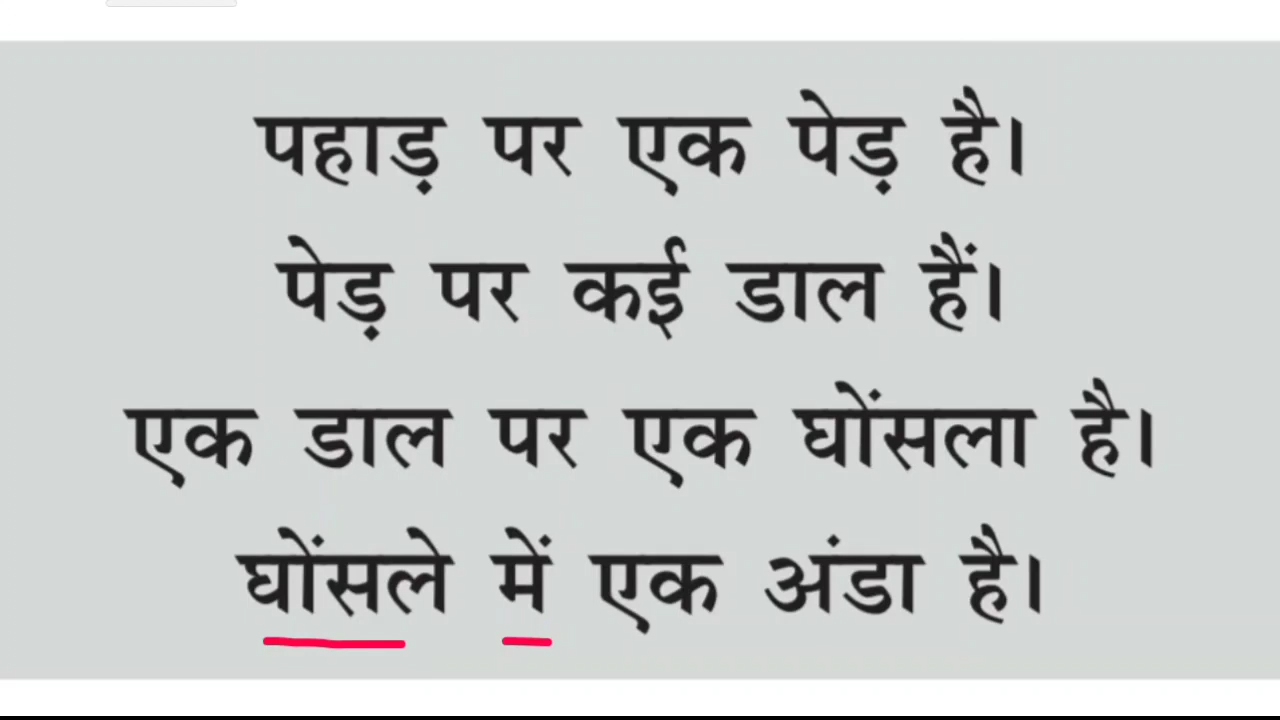 पहाड़ पर एक पेड़ है।
पेड़ पर कई डाल हैं।
एक डाल पर एक घोंसला है।
घोंसले में एक अंडा है।